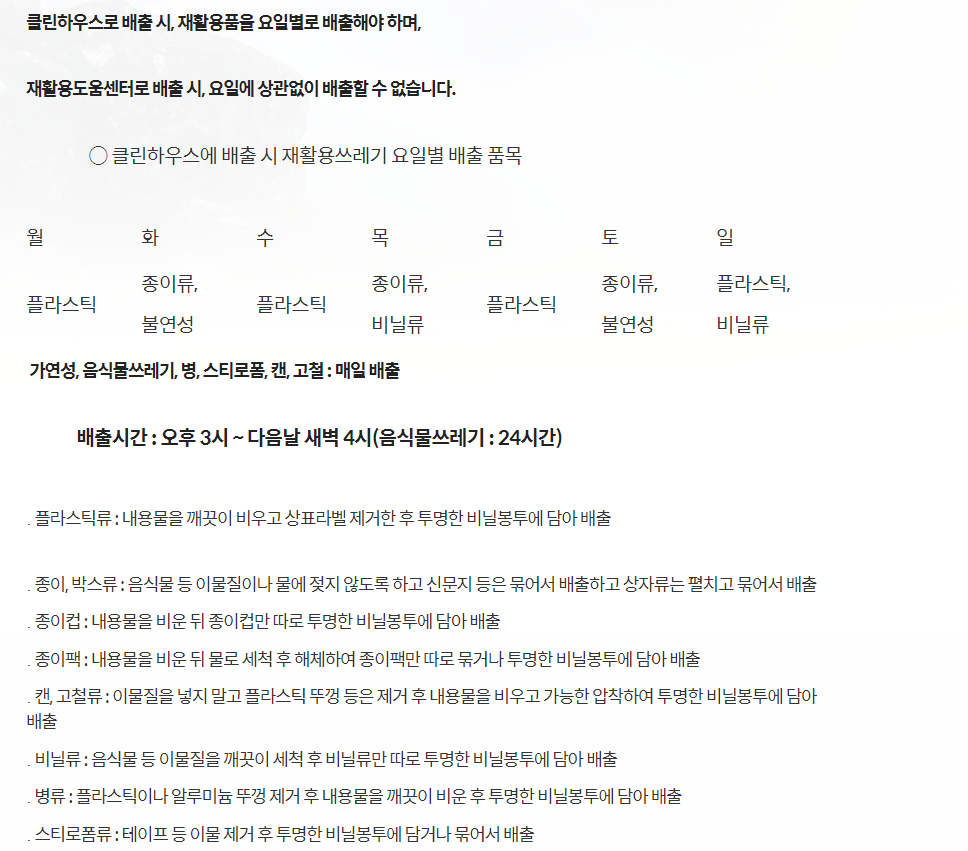 클린하우스로 배출 시, 재활용품을 요일별로 배출해야 하며,
재활용도움센터로 배출 시, 요일에 상관없이 배출할 수 없습니다.
◯ 클린하우스에 배출 시 재활용쓰레기 요일별 배출 품목
월 화 수 목 금 토 일
플라스틱 종이류, 불연성 플라스틱 종이류, 비닐류 플라스틱 종이류, 불연성 플라스틱, 비닐류
가연성, 음식물쓰레기, 병, 스티로폼, 캔, 고철 : 매일 배출
배출시간 : 오후 3시 ~ 다음날 새벽 4시(음식물쓰레기 : 24시간)
. 플라스틱류 : 내용물을 깨끗이 비우고 상표라벨 제거한 후 투명한 비닐봉투에 담아 배출
. 종이, 박스류 : 음식물 등 이물질이나 물에 젖지 않도록 하고 신문지 등은 묶어서 배출하고 상자류는 펼치고 묶어서 배출
. 종이컵 : 내용물을 비운 뒤 종이컵만 따로 투명한 비닐봉투에 담아 배출
. 종이팩 : 내용물을 비운 뒤 물로 세척 후 해체하여 종이팩만 따로 묶거나 투명한 비닐봉투에 담아 배출
. 캔, 고철류 : 이물질을 넣지 말고 플라스틱 뚜껑 등은 제거 후 내용물을 비우고 가능한 압착하여 투명한 비닐봉투에 담아
배출
. 비닐류 : 음식물 등 이물질을 깨끗이 세척 후 비닐류만 따로 투명한 비닐봉투에 담아 배출
. 병류 : 플라스틱이나 알루미늄 뚜껑 제거 후 내용물을 깨끗이 비운 후 투명한 비닐봉투에 담아 배출
. 스티로폼류 : 테이프 등 이물 제거 후 투명한 비닐봉투에 담거나 묶어서 배출